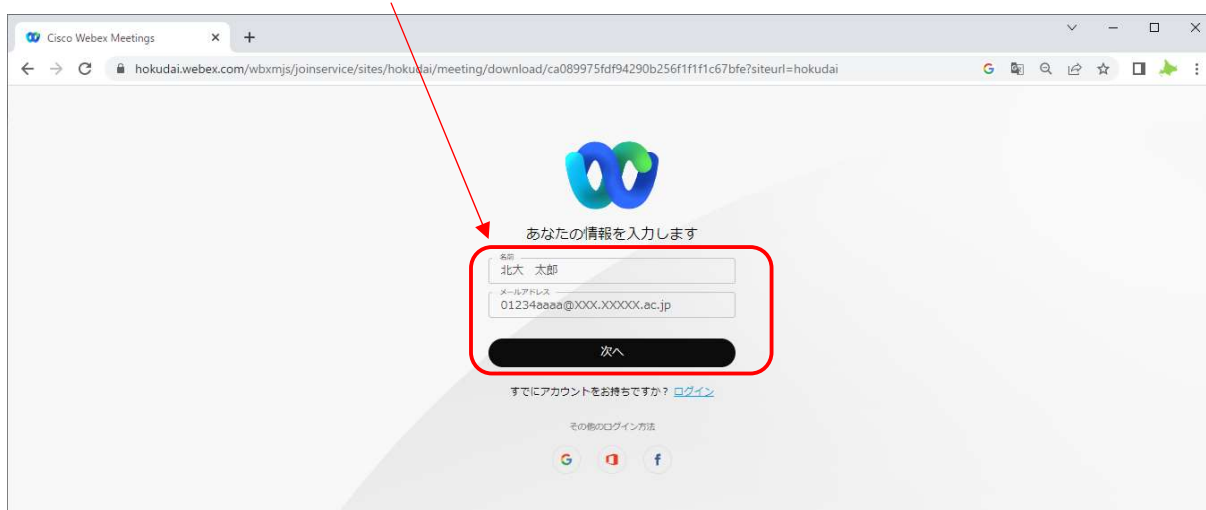 Cisco Webex Meetings
hokudai.webex.com/wbxmjs/joinservice/sites/hokudai/meeting/download/ca089975fdf94290b256f1f1f1c67bfe?siteurl=hokudai
あなたの情報を入力します
名前
北大　太郎
メールアドレス
01234aaaa@XXX.XXXXX.ac.jp
次へ
すでにアカウントをお持ちですか？ ログイン
その他のログイン方法